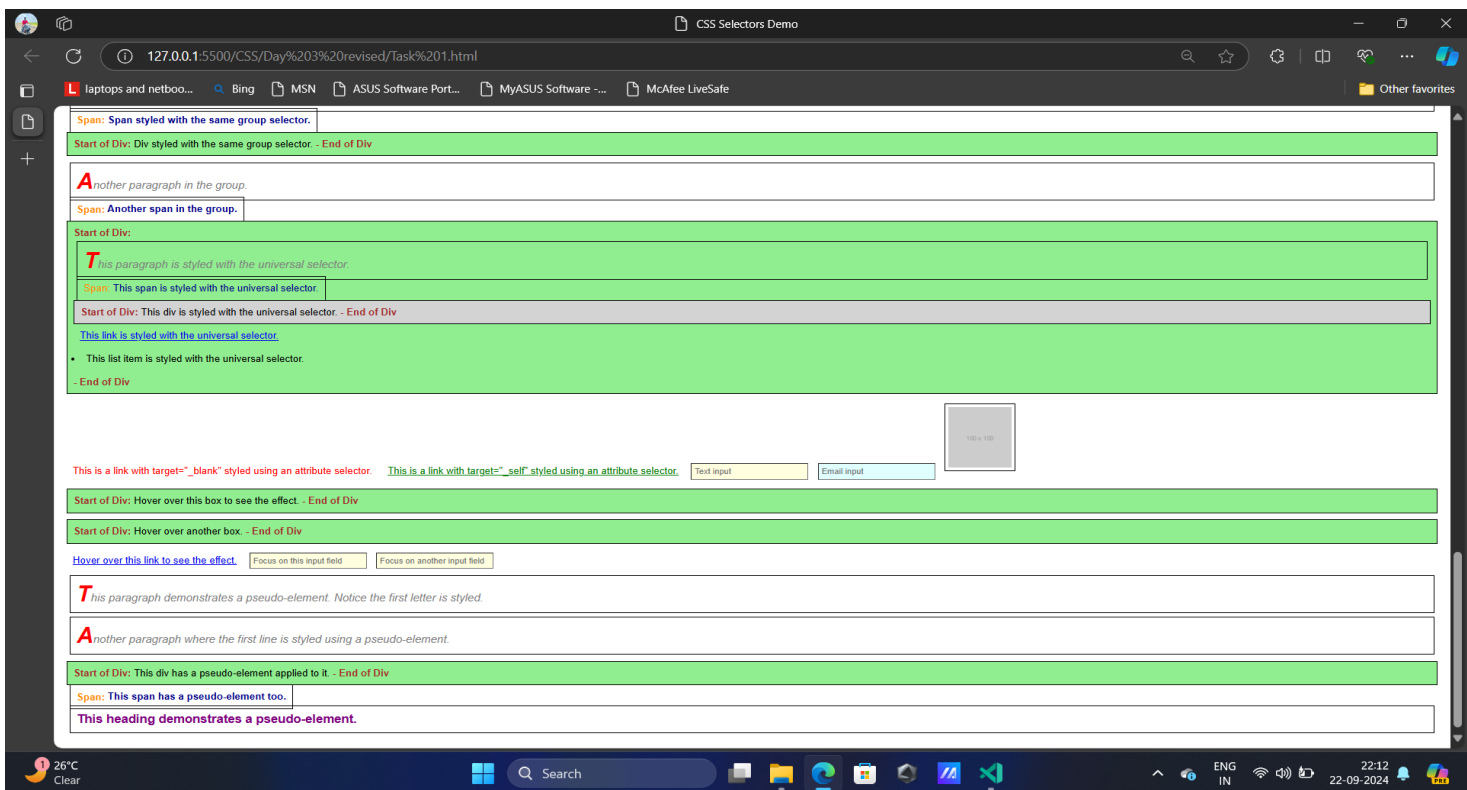 CSS Selectors Demo
127.0.0.1:5500/CSS/Day%203%20revised/Task%201.html
L laptops and netboo... Bing MSN ASUS Software Port... MyASUS Software -... McAfee LiveSafe Other favorites
Span: Span styled with the same group selector.
Start of Div: Div styled with the same group selector. - End of Div
Another paragraph in the group.
Span: Another span in the group.
Start of Div:
This paragraph is styled with the universal selector.
Span: This span is styled with the universal selector.
Start of Div: This div is styled with the universal selector. - End of Div
This link is styled with the universal selector.
• This list item is styled with the universal selector.
- End of Div
100 x 100
This is a link with target="_blank" styled using an attribute selector. This is a link with target="_self" styled using an attribute selector. Text input Email input
Start of Div: Hover over this box to see the effect. - End of Div
Start of Div: Hover over another box. - End of Div
Hover over this link to see the effect. Focus on this input field Focus on another input field
This paragraph demonstrates a pseudo-element. Notice the first letter is styled.
Another paragraph where the first line is styled using a pseudo-element.
Start of Div: This div has a pseudo-element applied to it. - End of Div
Span: This span has a pseudo-element too.
This heading demonstrates a pseudo-element.
1 26°C
Clear
Search
ENG
IN
22:12
22-09-2024
PRE